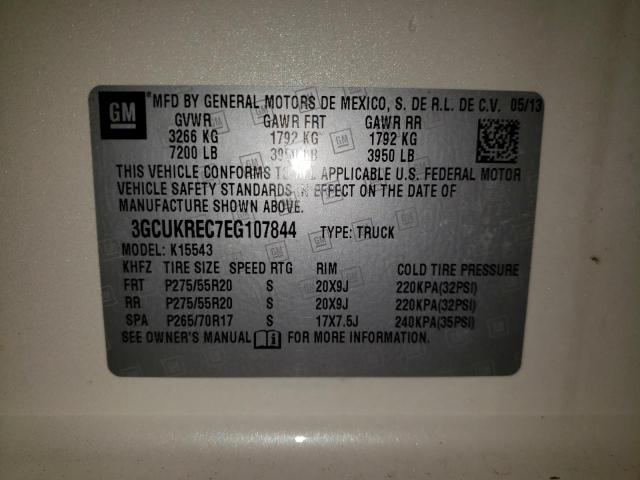 GM ®MFD BY GENERAL MOTORS DE MEXICO, S. DE R.L. DE C.V. 05/13
GVWR GAWR FRT GAWR RR
3266 KG 1792 KG 1792 KG
7200 LB 3950 LB 3950 LB
THIS VEHICLE CONFORMS TO ALL APPLICABLE U.S. FEDERAL MOTOR
VEHICLE SAFETY STANDARDS IN EFFECT ON THE DATE OF
MANUFACTURE SHOWN ABOVE.
3GCUKREC7EG107844 TYPE: TRUCK
MODEL: K15543
KHFZ TIRE SIZE SPEED RTG RIM COLD TIRE PRESSURE
FRT P275/55R20 S 20X9J 220KPA(32PSI)
RR P275/55R20 S 20X9J 220KPA(32PSI)
SPA P265/70R17 S 17X7.5J 240KPA(35PSI)
SEE OWNER'S MANUAL FOR MORE INFORMATION.